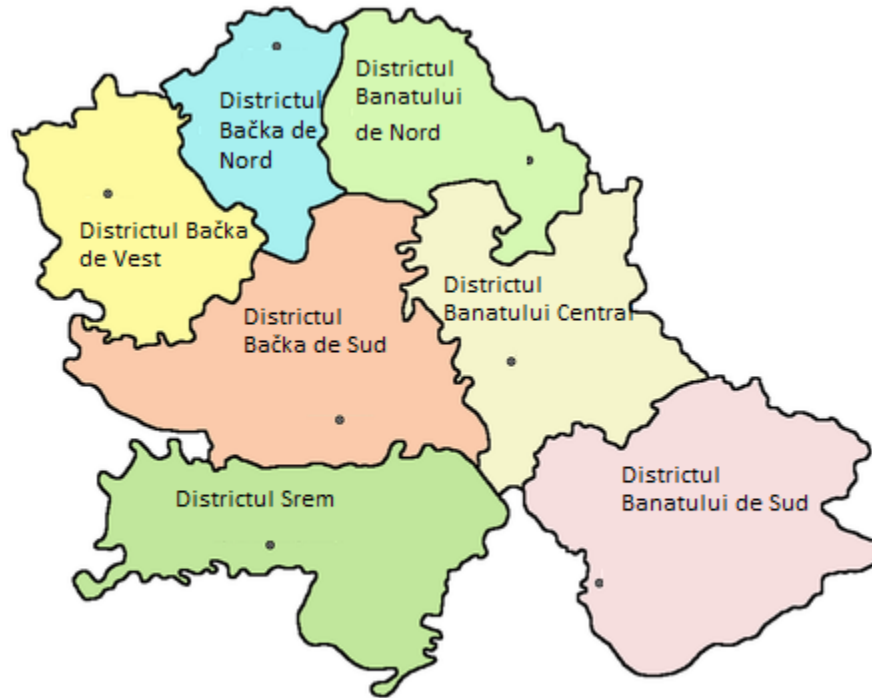 Districtul
Banatului
de Nord
Districtul
Bačka de
Nord
Districtul Bačka
de Vest
Districtul
Banatului Central
Districtul
Bačka de Sud
Districtul
Banatului de Sud
Districtul Srem